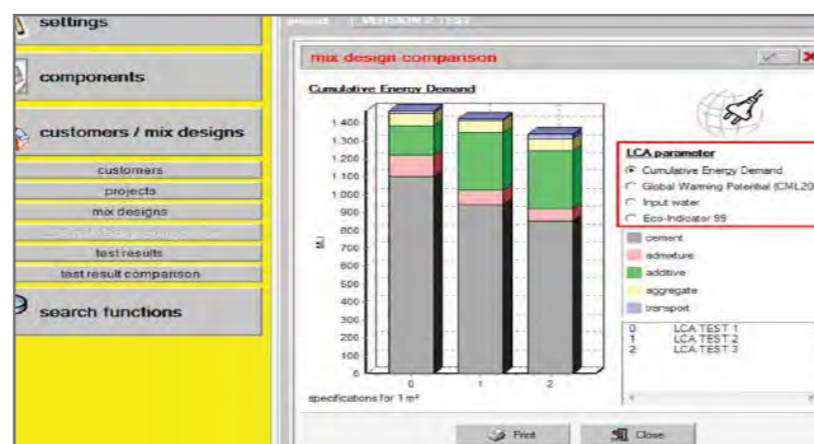 settings
components
customers / mix designs
customers
projects
mix designs
test results
test result comparison
search functions
VERSION 2 TEST
mix design comparison
Cumulative Energy Demand
1.400
1.300
1.200
1.100
1.000
900
800
700
600
500
400
300
200
100
0
MJ
0 1 2
specifications for 1 m²
LCA parameter
Cumulative Energy Demand
Global Warming Potential (CML20
Input water
Eco-Indicator 99
cement
admixture
additive
aggregate
transport
0 LCA TEST 1
1 LCA TEST 2
2 LCA TEST 3
Print
Close